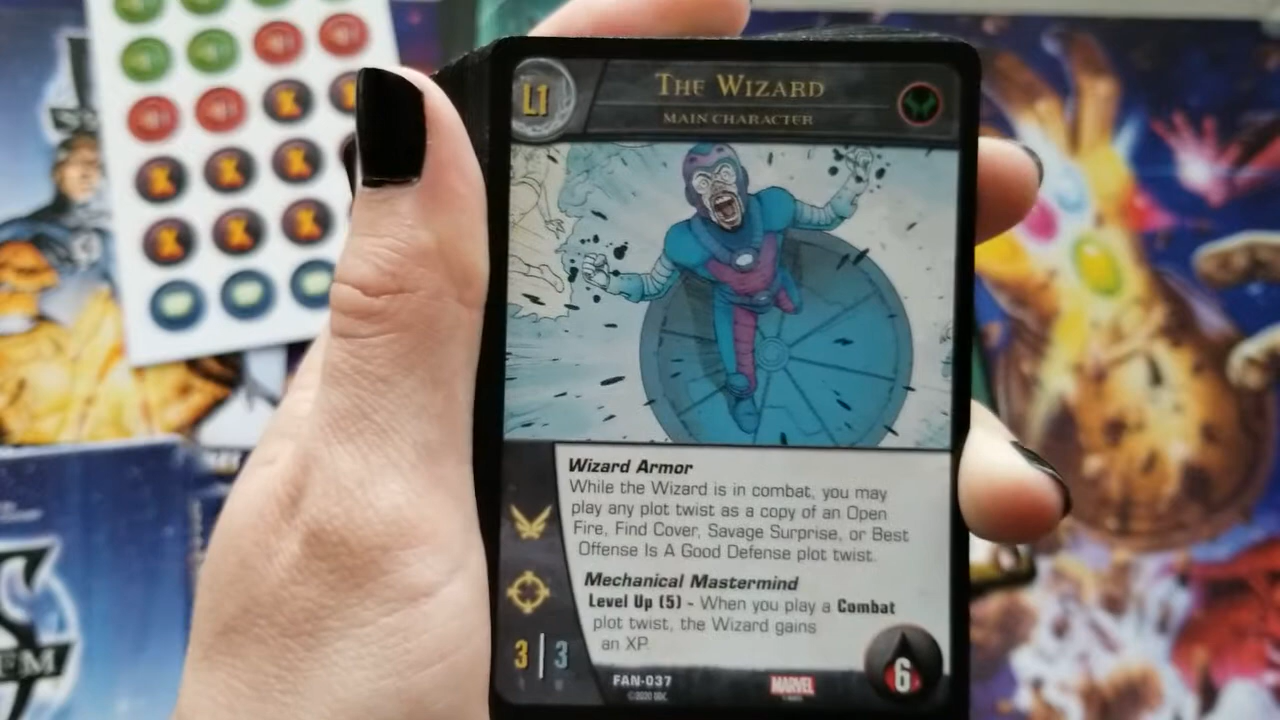 L1
THE WIZARD
MAIN CHARACTER
Wizard Armor
While the Wizard is in combat, you may
play any plot twist as a copy of an Open
Fire, Find Cover, Savage Surprise, or Best
Offense Is A Good Defense plot twist.
Mechanical Mastermind
Level Up (5) - When you play a Combat
plot twist, the Wizard gains
an XP.
3 3
6
FAN-037
©2020 UDC
MARVEL